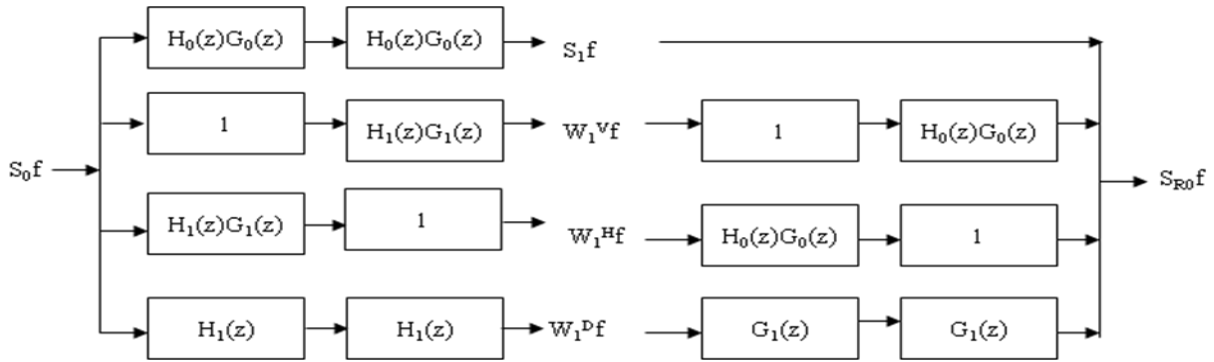 H₀(z)G₀(z) H₀(z)G₀(z) S₁f
1 H₁(z)G₁(z) W₁ⱽf 1 H₀(z)G₀(z)
S₀f S_R0f
H₁(z)G₁(z) 1 W₁ᴴf H₀(z)G₀(z) 1
H₁(z) H₁(z) W₁ᴰf G₁(z) G₁(z)